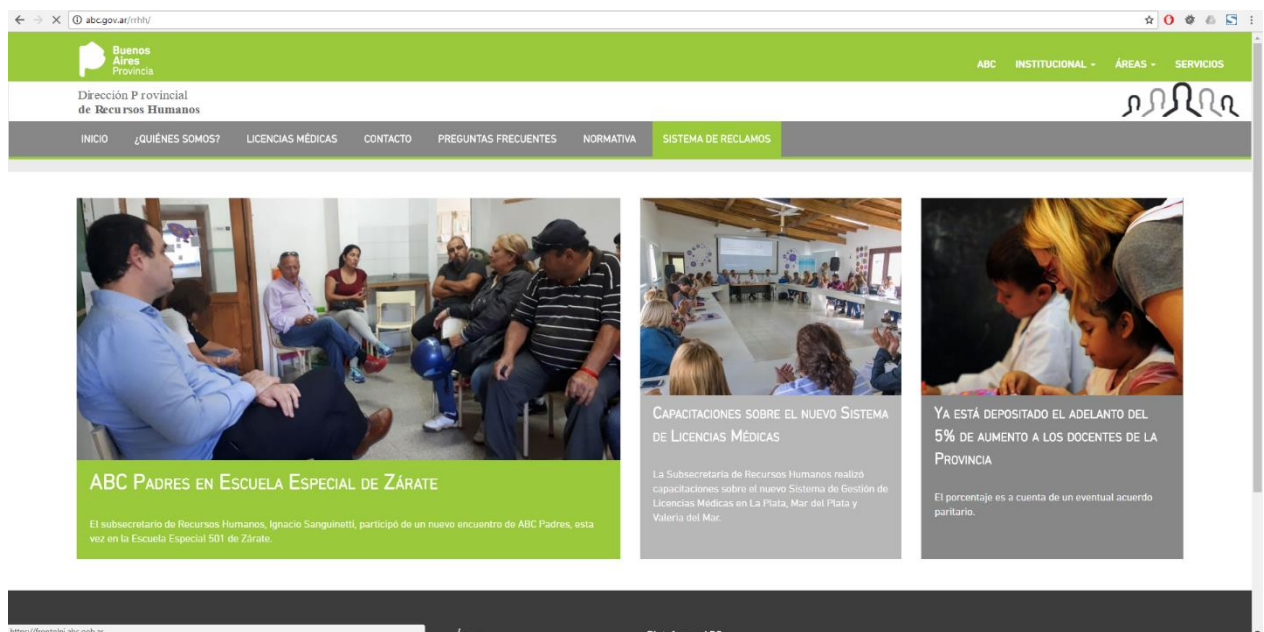 abc.gov.ar/rrhh/
Buenos
Aires
Provincia
ABC INSTITUCIONAL ÁREAS SERVICIOS
Dirección P rovincial
de Recursos Humanos
INICIO ¿QUIÉNES SOMOS? LICENCIAS MÉDICAS CONTACTO PREGUNTAS FRECUENTES NORMATIVA SISTEMA DE RECLAMOS
ABC Padres en Escuela Especial de Zárate
El subsecretario de Recursos Humanos, Ignacio Sanguinetti, participó de un nuevo encuentro de ABC Padres, esta
vez en la Escuela Especial 501 de Zárate.
Capacitaciones sobre el nuevo Sistema
de Licencias Médicas
La Subsecretaría de Recursos Humanos realizó
capacitaciones sobre el nuevo Sistema de Gestión de
Licencias Médicas en La Plata, Mar del Plata y
Valeria del Mar.
Ya está depositado el adelanto del
5% de aumento a los docentes de la
Provincia
El porcentaje es a cuenta de un eventual acuerdo
paritario.